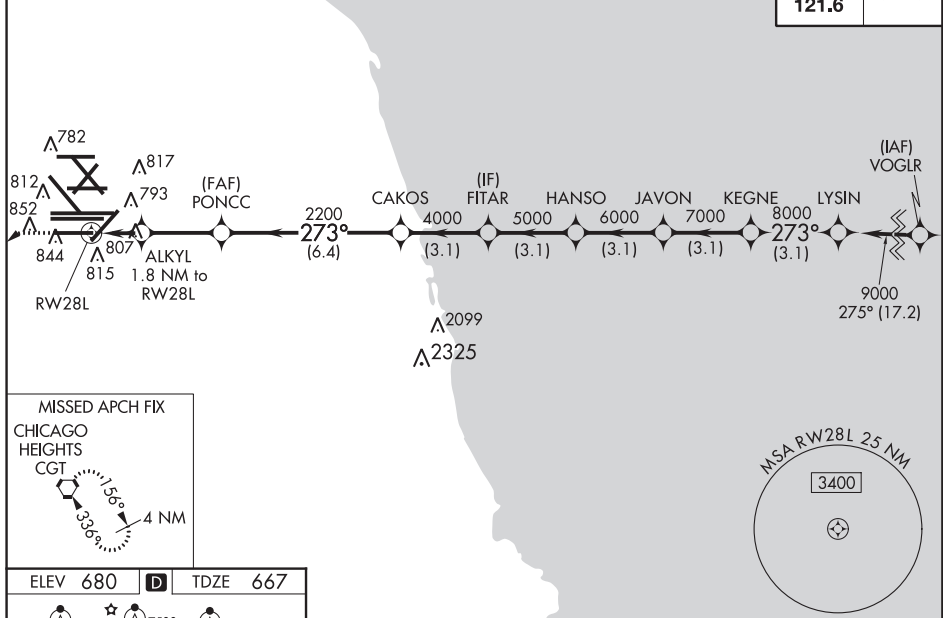 121.6
782
817
812
793
852
844
807
815
ALKYL
1.8 NM to
RW28L
RW28L
(FAF)
PONCC
2200
273°
(6.4)
CAKOS
4000
(3.1)
(IF)
FITAR
5000
(3.1)
HANSO
6000
(3.1)
JAVON
7000
(3.1)
KEGNE
8000
273°
(3.1)
LYSIN
(IAF)
VOGLR
9000
275° (17.2)
2099
2325
MISSED APCH FIX
CHICAGO
HEIGHTS
CGT
156°
336°
4 NM
MSA RW28L 25 NM
3400
ELEV 680 D TDZE 667